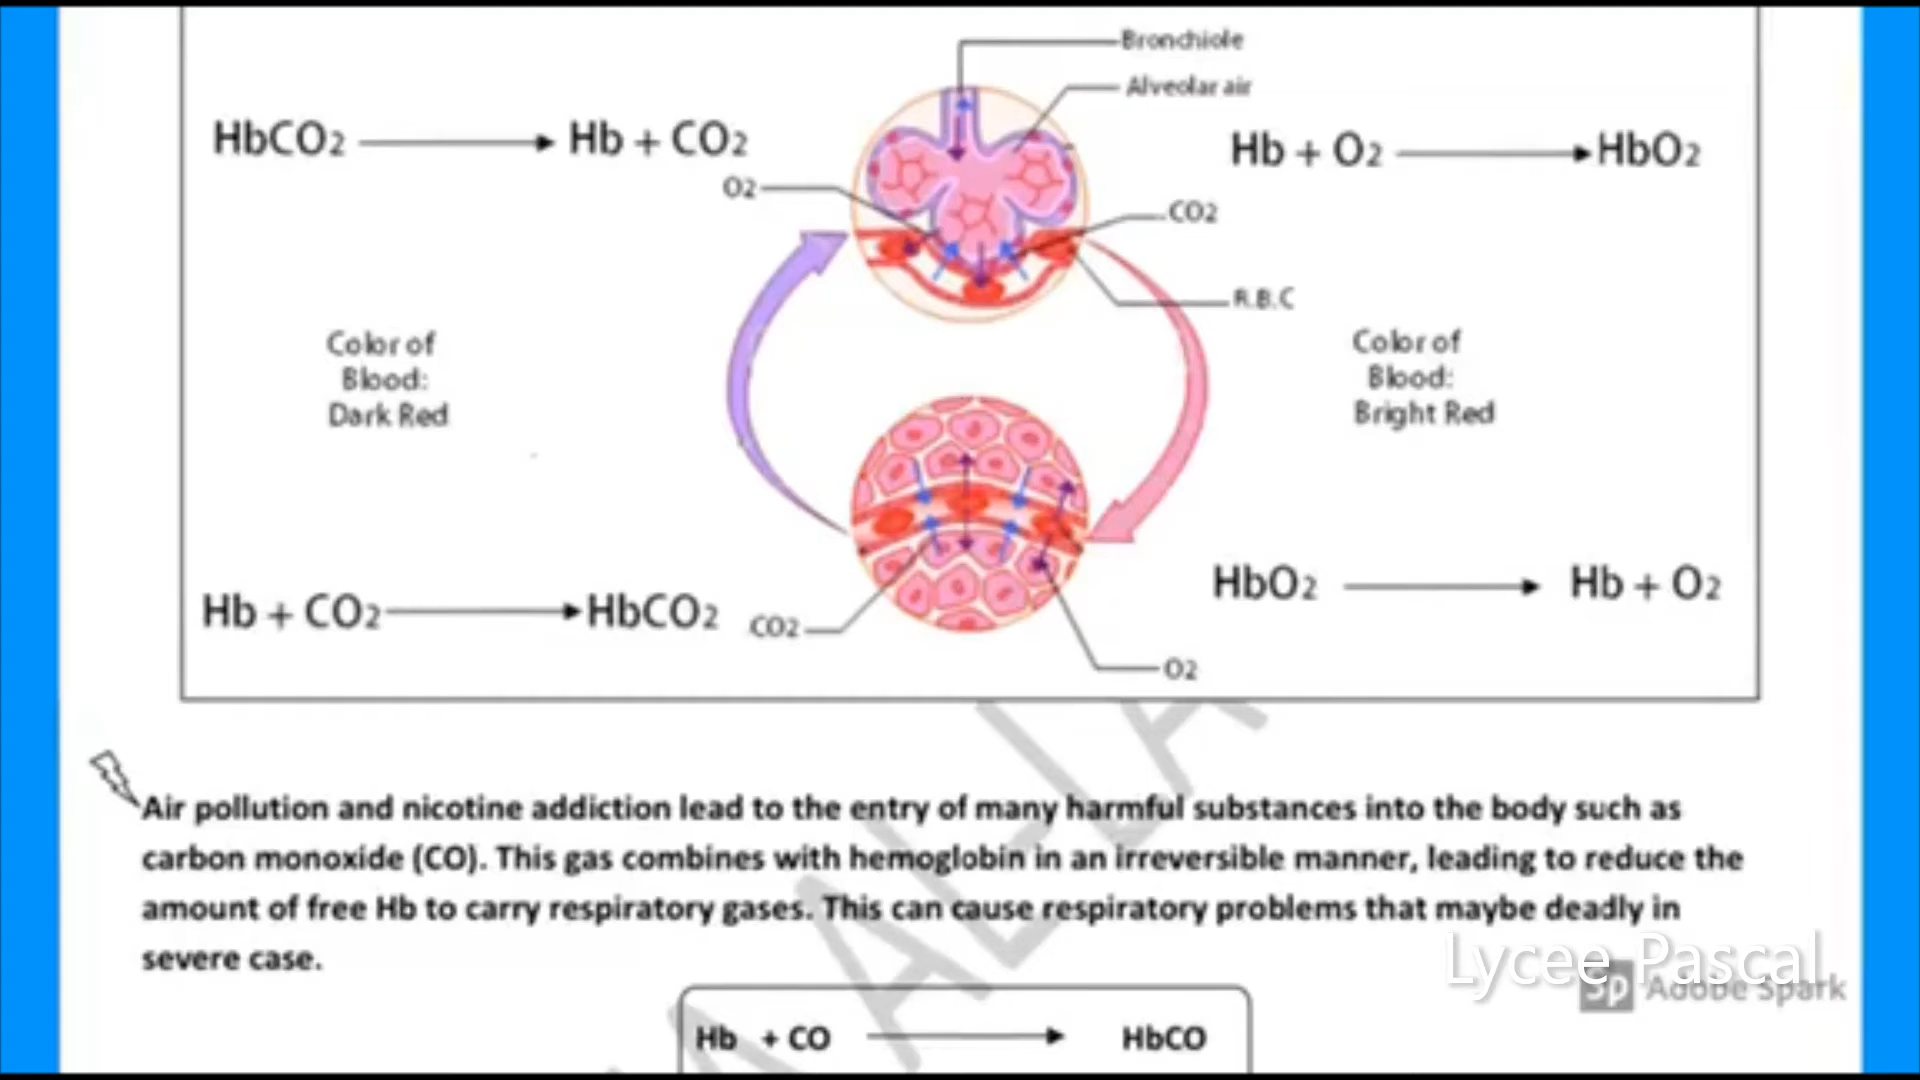 Bronchiole
Alveolar air
HbCO2 → Hb + CO2
Hb + O2 → HbO2
O2
CO2
R.B.C
Color of
Blood:
Dark Red
Color of
Blood:
Bright Red
HbO2 → Hb + O2
Hb + CO2 → HbCO2
CO2
O2
Air pollution and nicotine addiction lead to the entry of many harmful substances into the body such as
carbon monoxide (CO). This gas combines with hemoglobin in an irreversible manner, leading to reduce the
amount of free Hb to carry respiratory gases. This can cause respiratory problems that maybe deadly in
severe case.
Lycee Pascal
Sp Adobe Spark
Hb + CO → HbCO